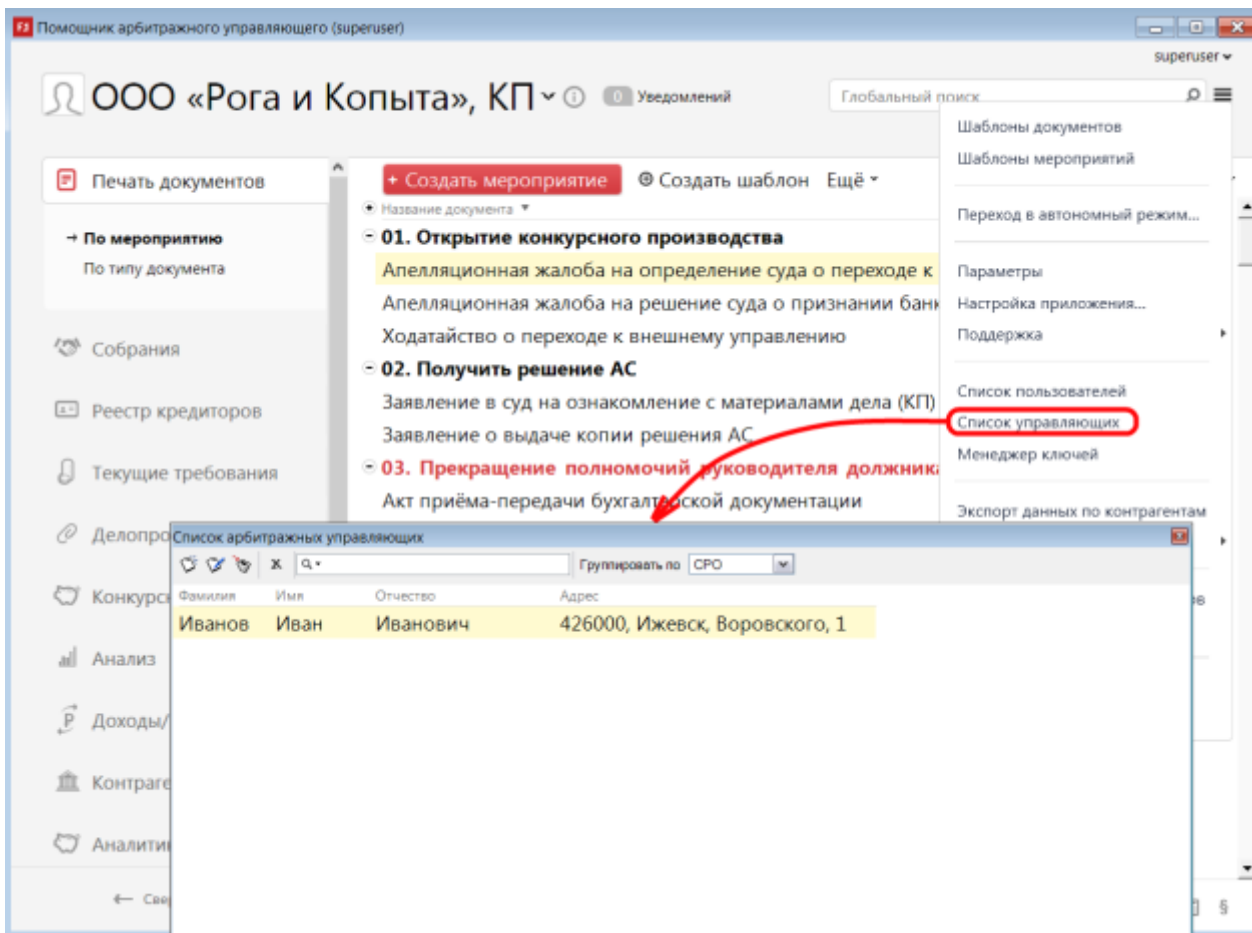 Помощник арбитражного управляющего (superuser)
superuser
ООО «Рога и Копыта», КП
0 Уведомлений
Глобальный поиск
Печать документов
→ По мероприятию
По типу документа
Собрания
Реестр кредиторов
Текущие требования
Делопро
Конкурс
Анализ
Доходы/
Контраге
Аналити
+ Создать мероприятие
Создать шаблон
Ещё
Название документа
01. Открытие конкурсного производства
Апелляционная жалоба на определение суда о переходе к
Апелляционная жалоба на решение суда о признании бан
Ходатайство о переходе к внешнему управлению
02. Получить решение АС
Заявление в суд на ознакомление с материалами дела (КП)
Заявление о выдаче копии решения АС
03. Прекращение полномочий руководителя должника
Акт приёма-передачи бухгалтерской документации
Шаблоны документов
Шаблоны мероприятий
Переход в автономный режим...
Параметры
Настройка приложения...
Поддержка
Список пользователей
Список управляющих
Менеджер ключей
Экспорт данных по контрагентам
Список арбитражных управляющих
Группировать по СРО
Фамилия Имя Отчество Адрес
Иванов Иван Иванович 426000, Ижевск, Воровского, 1
§